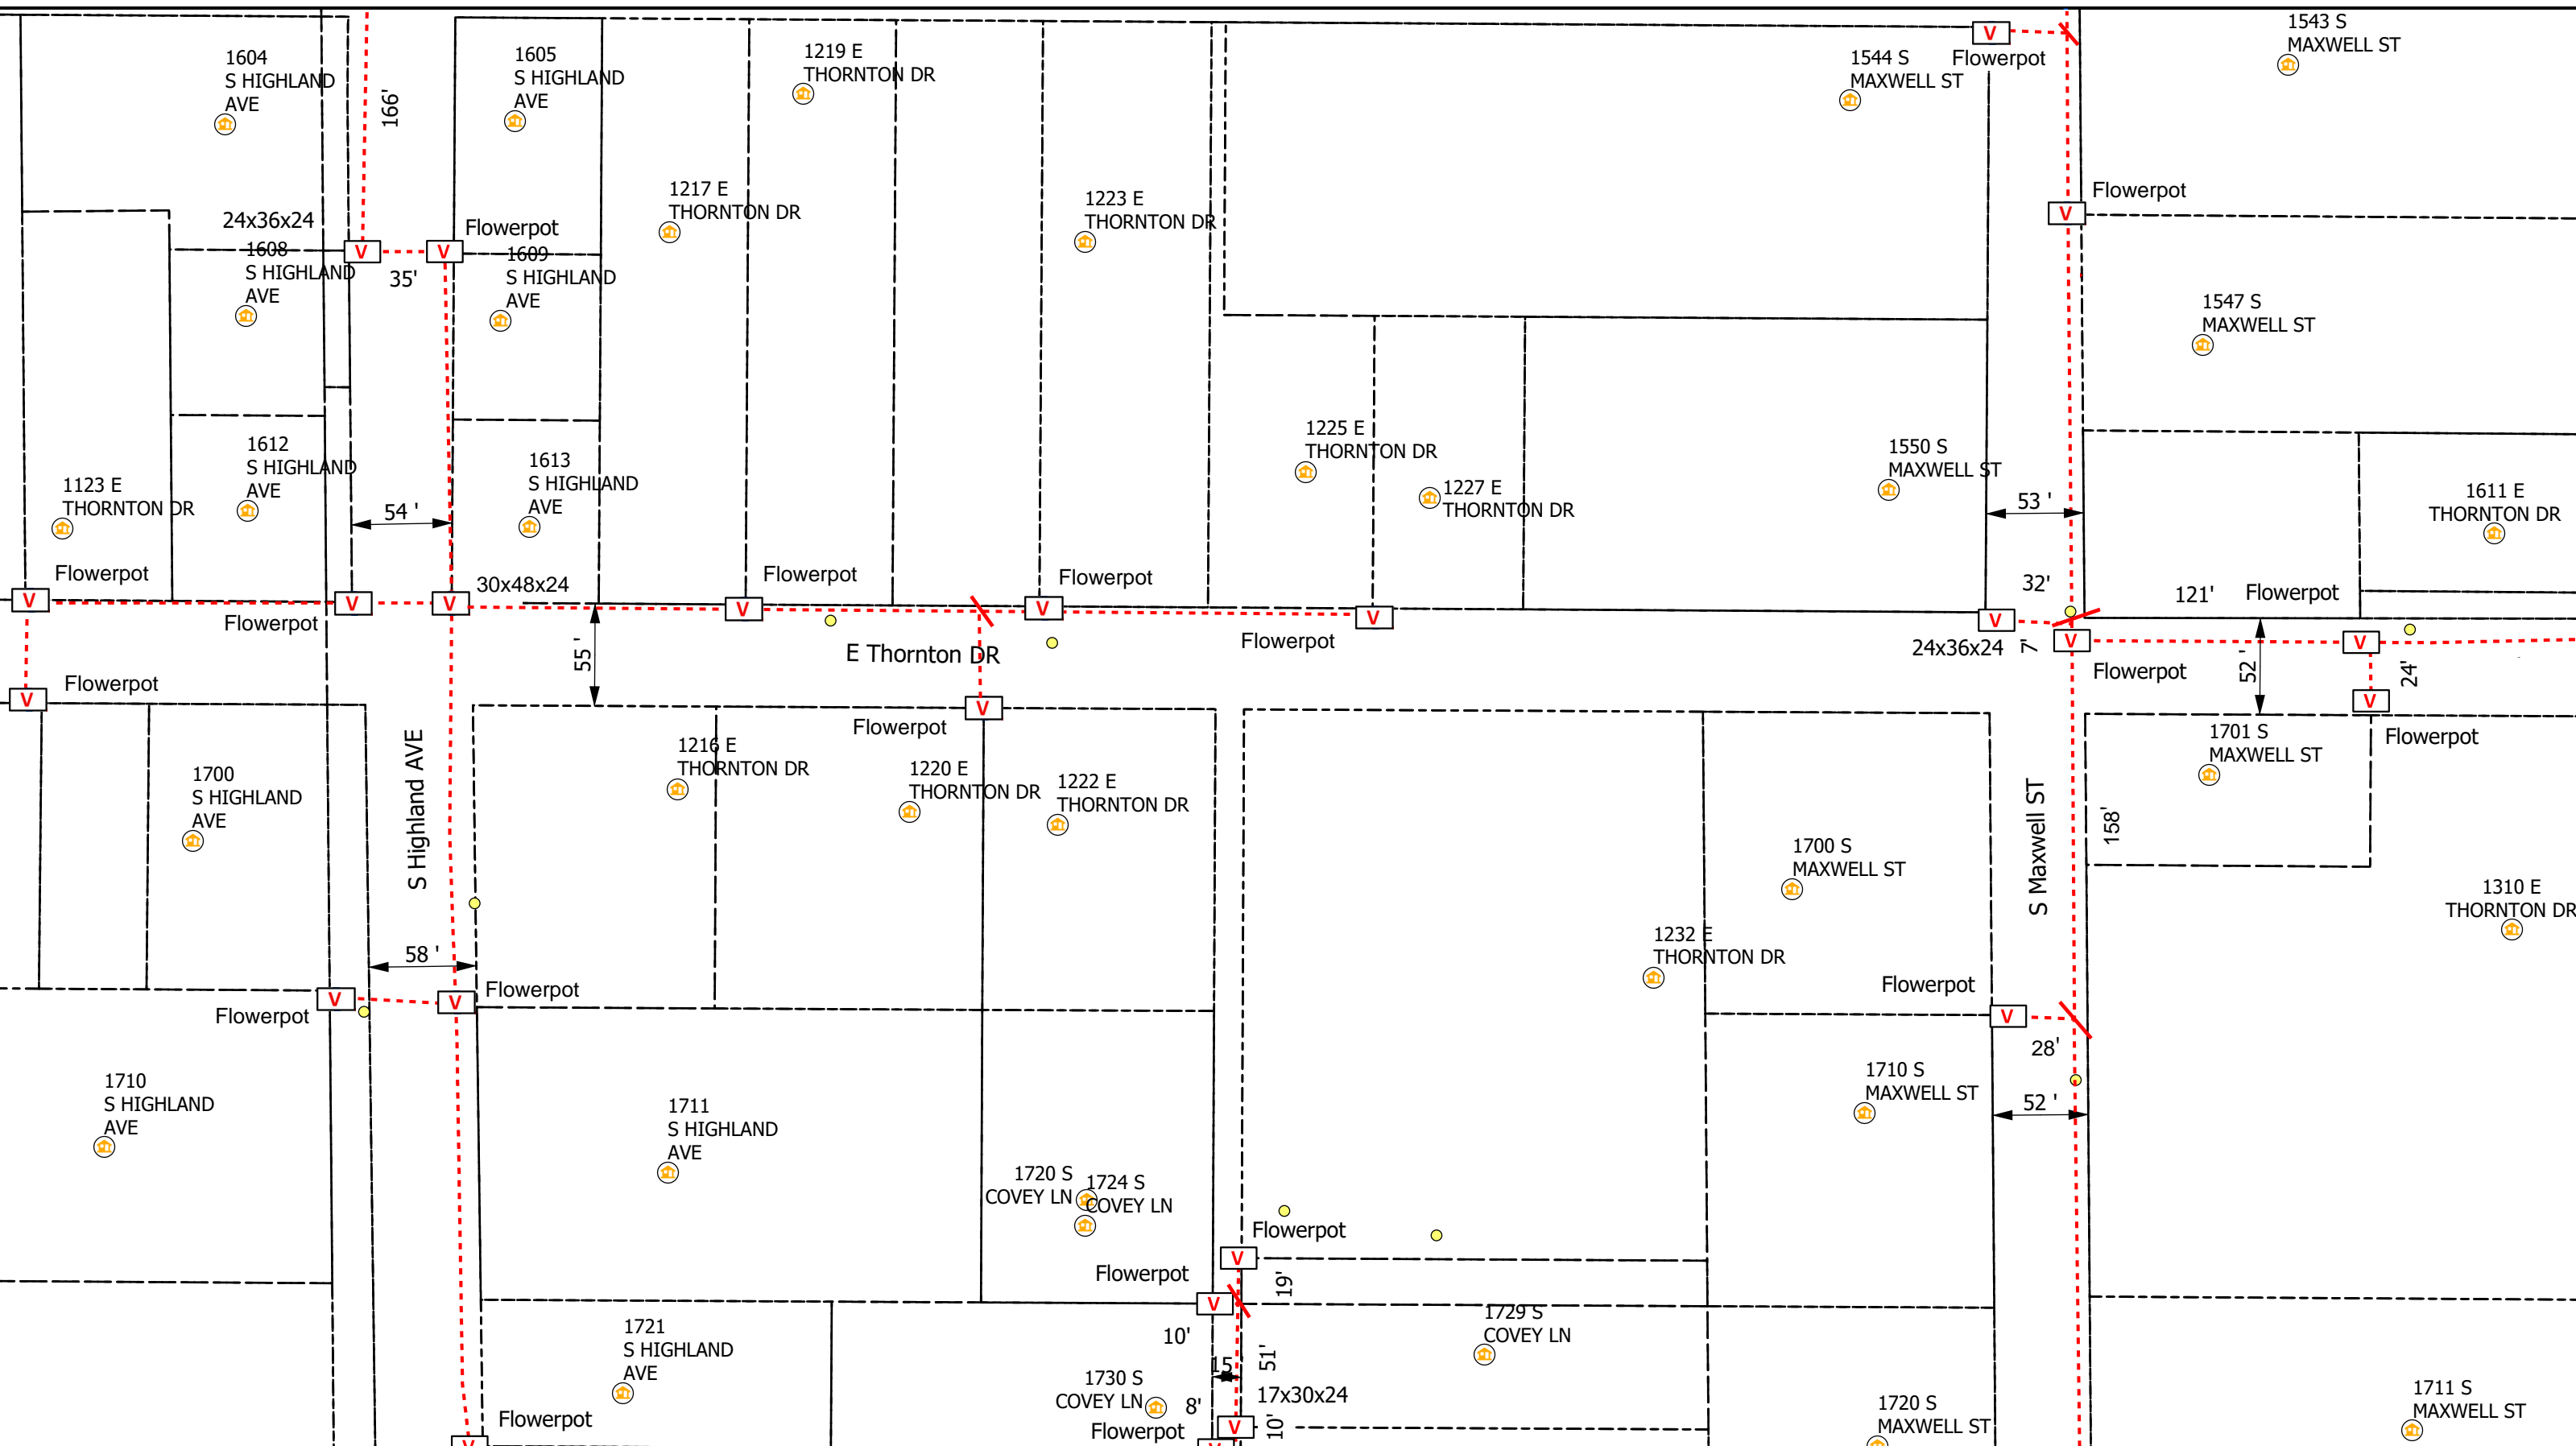 1604
S HIGHLAND
AVE
166'
1605
S HIGHLAND
AVE
1219 E
THORNTON DR
1544 S
MAXWELL ST
V
Flowerpot
1543 S
MAXWELL ST
1217 E
THORNTON DR
1223 E
THORNTON DR
Flowerpot
V
24x36x24
V
V
Flowerpot
35'
1608
S HIGHLAND
AVE
1609
S HIGHLAND
AVE
1547 S
MAXWELL ST
1123 E
THORNTON DR
1612
S HIGHLAND
AVE
54 '
1613
S HIGHLAND
AVE
1225 E
THORNTON DR
1227 E
THORNTON DR
1550 S
MAXWELL ST
53 '
1611 E
THORNTON DR
V
Flowerpot
Flowerpot
V
V
30x48x24
V
Flowerpot
V
Flowerpot
V
Flowerpot
V
24x36x24
32'
7'
V
Flowerpot
121'
Flowerpot
V
52 '
24'
V
Flowerpot
55 '
E Thornton DR
V
Flowerpot
V
Flowerpot
1700
S HIGHLAND
AVE
S Highland AVE
1216 E
THORNTON DR
1220 E
THORNTON DR
1222 E
THORNTON DR
1700 S
MAXWELL ST
S Maxwell ST
158'
1701 S
MAXWELL ST
1310 E
THORNTON DR
1232 E
THORNTON DR
58 '
V
Flowerpot
V
Flowerpot
Flowerpot
V
28'
52 '
1710
S HIGHLAND
AVE
1711
S HIGHLAND
AVE
1710 S
MAXWELL ST
1720 S
COVEY LN
1724 S
COVEY LN
Flowerpot
V
19'
Flowerpot
V
10'
1721
S HIGHLAND
AVE
1729 S
COVEY LN
15
51'
1730 S
COVEY LN
8'
17x30x24
V
10'
Flowerpot
V
Flowerpot
V
1720 S
MAXWELL ST
1711 S
MAXWELL ST